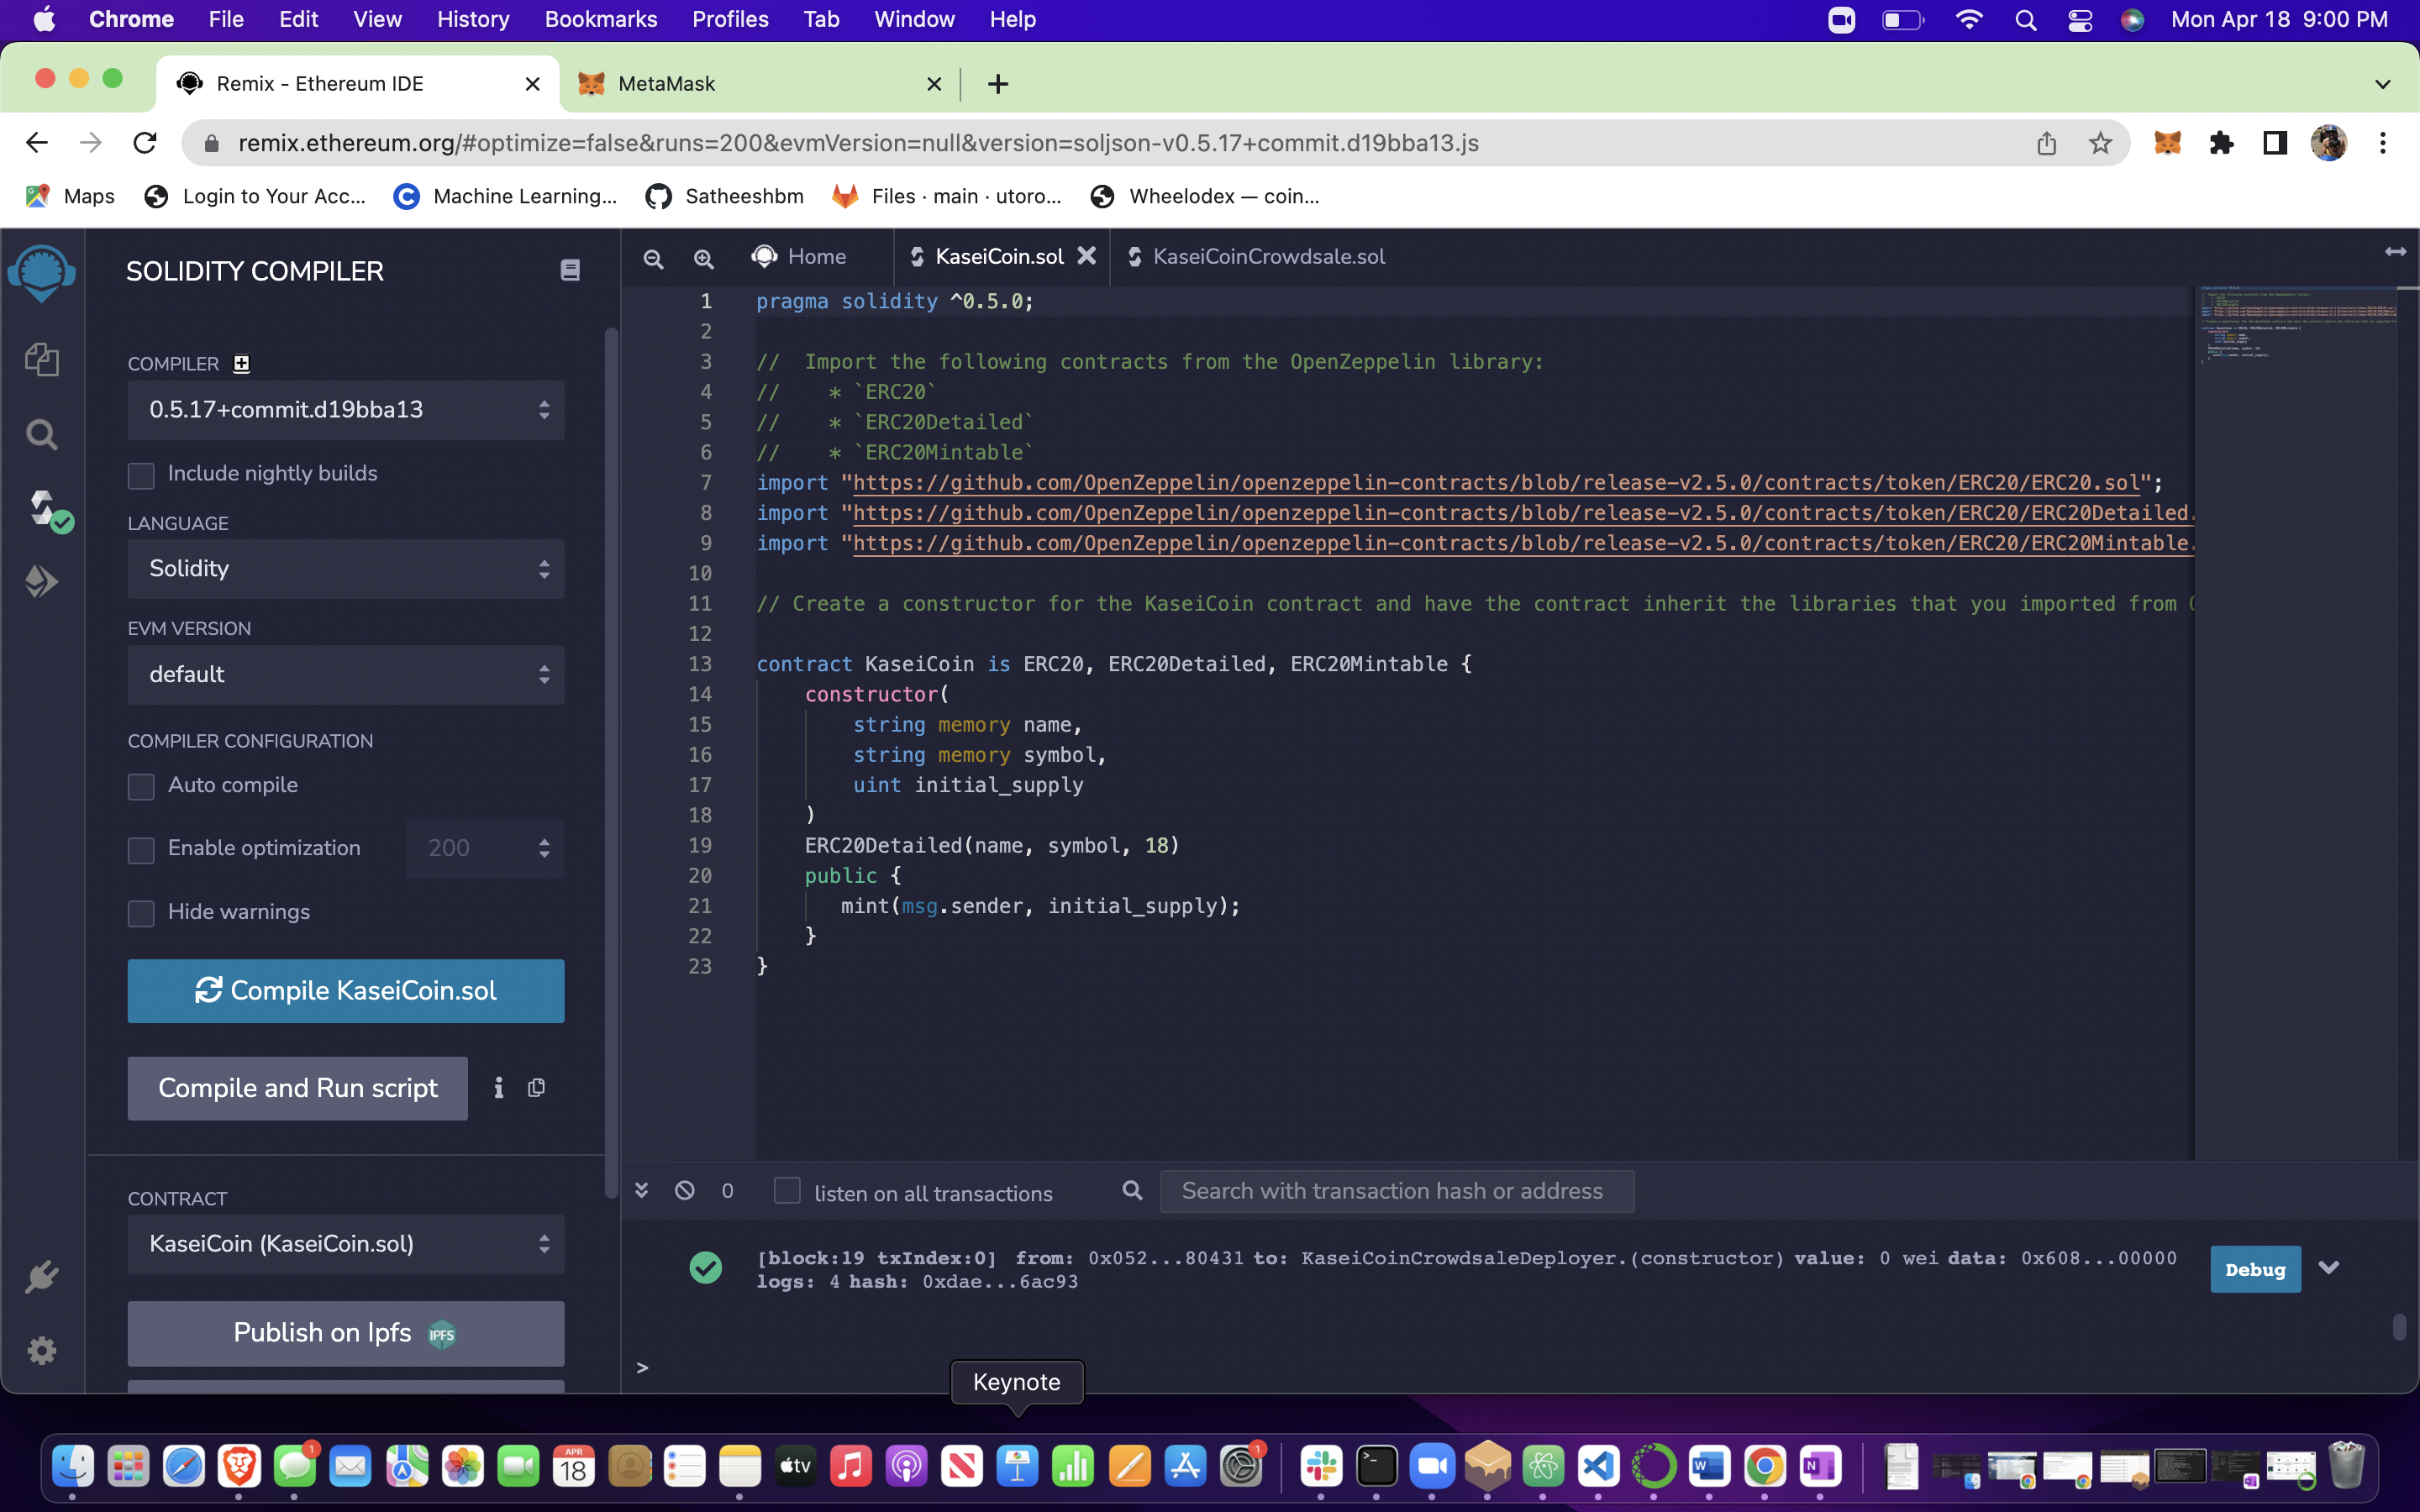 Chrome File Edit View History Bookmarks Profiles Tab Window Help Mon Apr 18 9:00 PM
Remix - Ethereum IDE MetaMask
remix.ethereum.org/#optimize=false&runs=200&evmVersion=null&version=soljson-v0.5.17+commit.d19bba13.js
Maps Login to Your Acc... Machine Learning... Satheeshbm Files · main · utoro... Wheelodex — coin...
SOLIDITY COMPILER
COMPILER
0.5.17+commit.d19bba13
Include nightly builds
LANGUAGE
Solidity
EVM VERSION
default
COMPILER CONFIGURATION
Auto compile
Enable optimization 200
Hide warnings
Compile KaseiCoin.sol
Compile and Run script
CONTRACT
KaseiCoin (KaseiCoin.sol)
Publish on Ipfs IPFS
Home KaseiCoin.sol KaseiCoinCrowdsale.sol
1 pragma solidity ^0.5.0;
2
3 //  Import the following contracts from the OpenZeppelin library:
4 //    * `ERC20`
5 //    * `ERC20Detailed`
6 //    * `ERC20Mintable`
7 import "https://github.com/OpenZeppelin/openzeppelin-contracts/blob/release-v2.5.0/contracts/token/ERC20/ERC20.sol";
8 import "https://github.com/OpenZeppelin/openzeppelin-contracts/blob/release-v2.5.0/contracts/token/ERC20/ERC20Detailed.
9 import "https://github.com/OpenZeppelin/openzeppelin-contracts/blob/release-v2.5.0/contracts/token/ERC20/ERC20Mintable.
10
11 // Create a constructor for the KaseiCoin contract and have the contract inherit the libraries that you imported from
12
13 contract KaseiCoin is ERC20, ERC20Detailed, ERC20Mintable {
14     constructor(
15         string memory name,
16         string memory symbol,
17         uint initial_supply
18     )
19     ERC20Detailed(name, symbol, 18)
20     public {
21        mint(msg.sender, initial_supply);
22     }
23 }
0 listen on all transactions Search with transaction hash or address
[block:19 txIndex:0] from: 0x052...80431 to: KaseiCoinCrowdsaleDeployer.(constructor) value: 0 wei data: 0x608...00000
logs: 4 hash: 0xdae...6ac93
Debug
>
Keynote
1 APR 18 tv 1